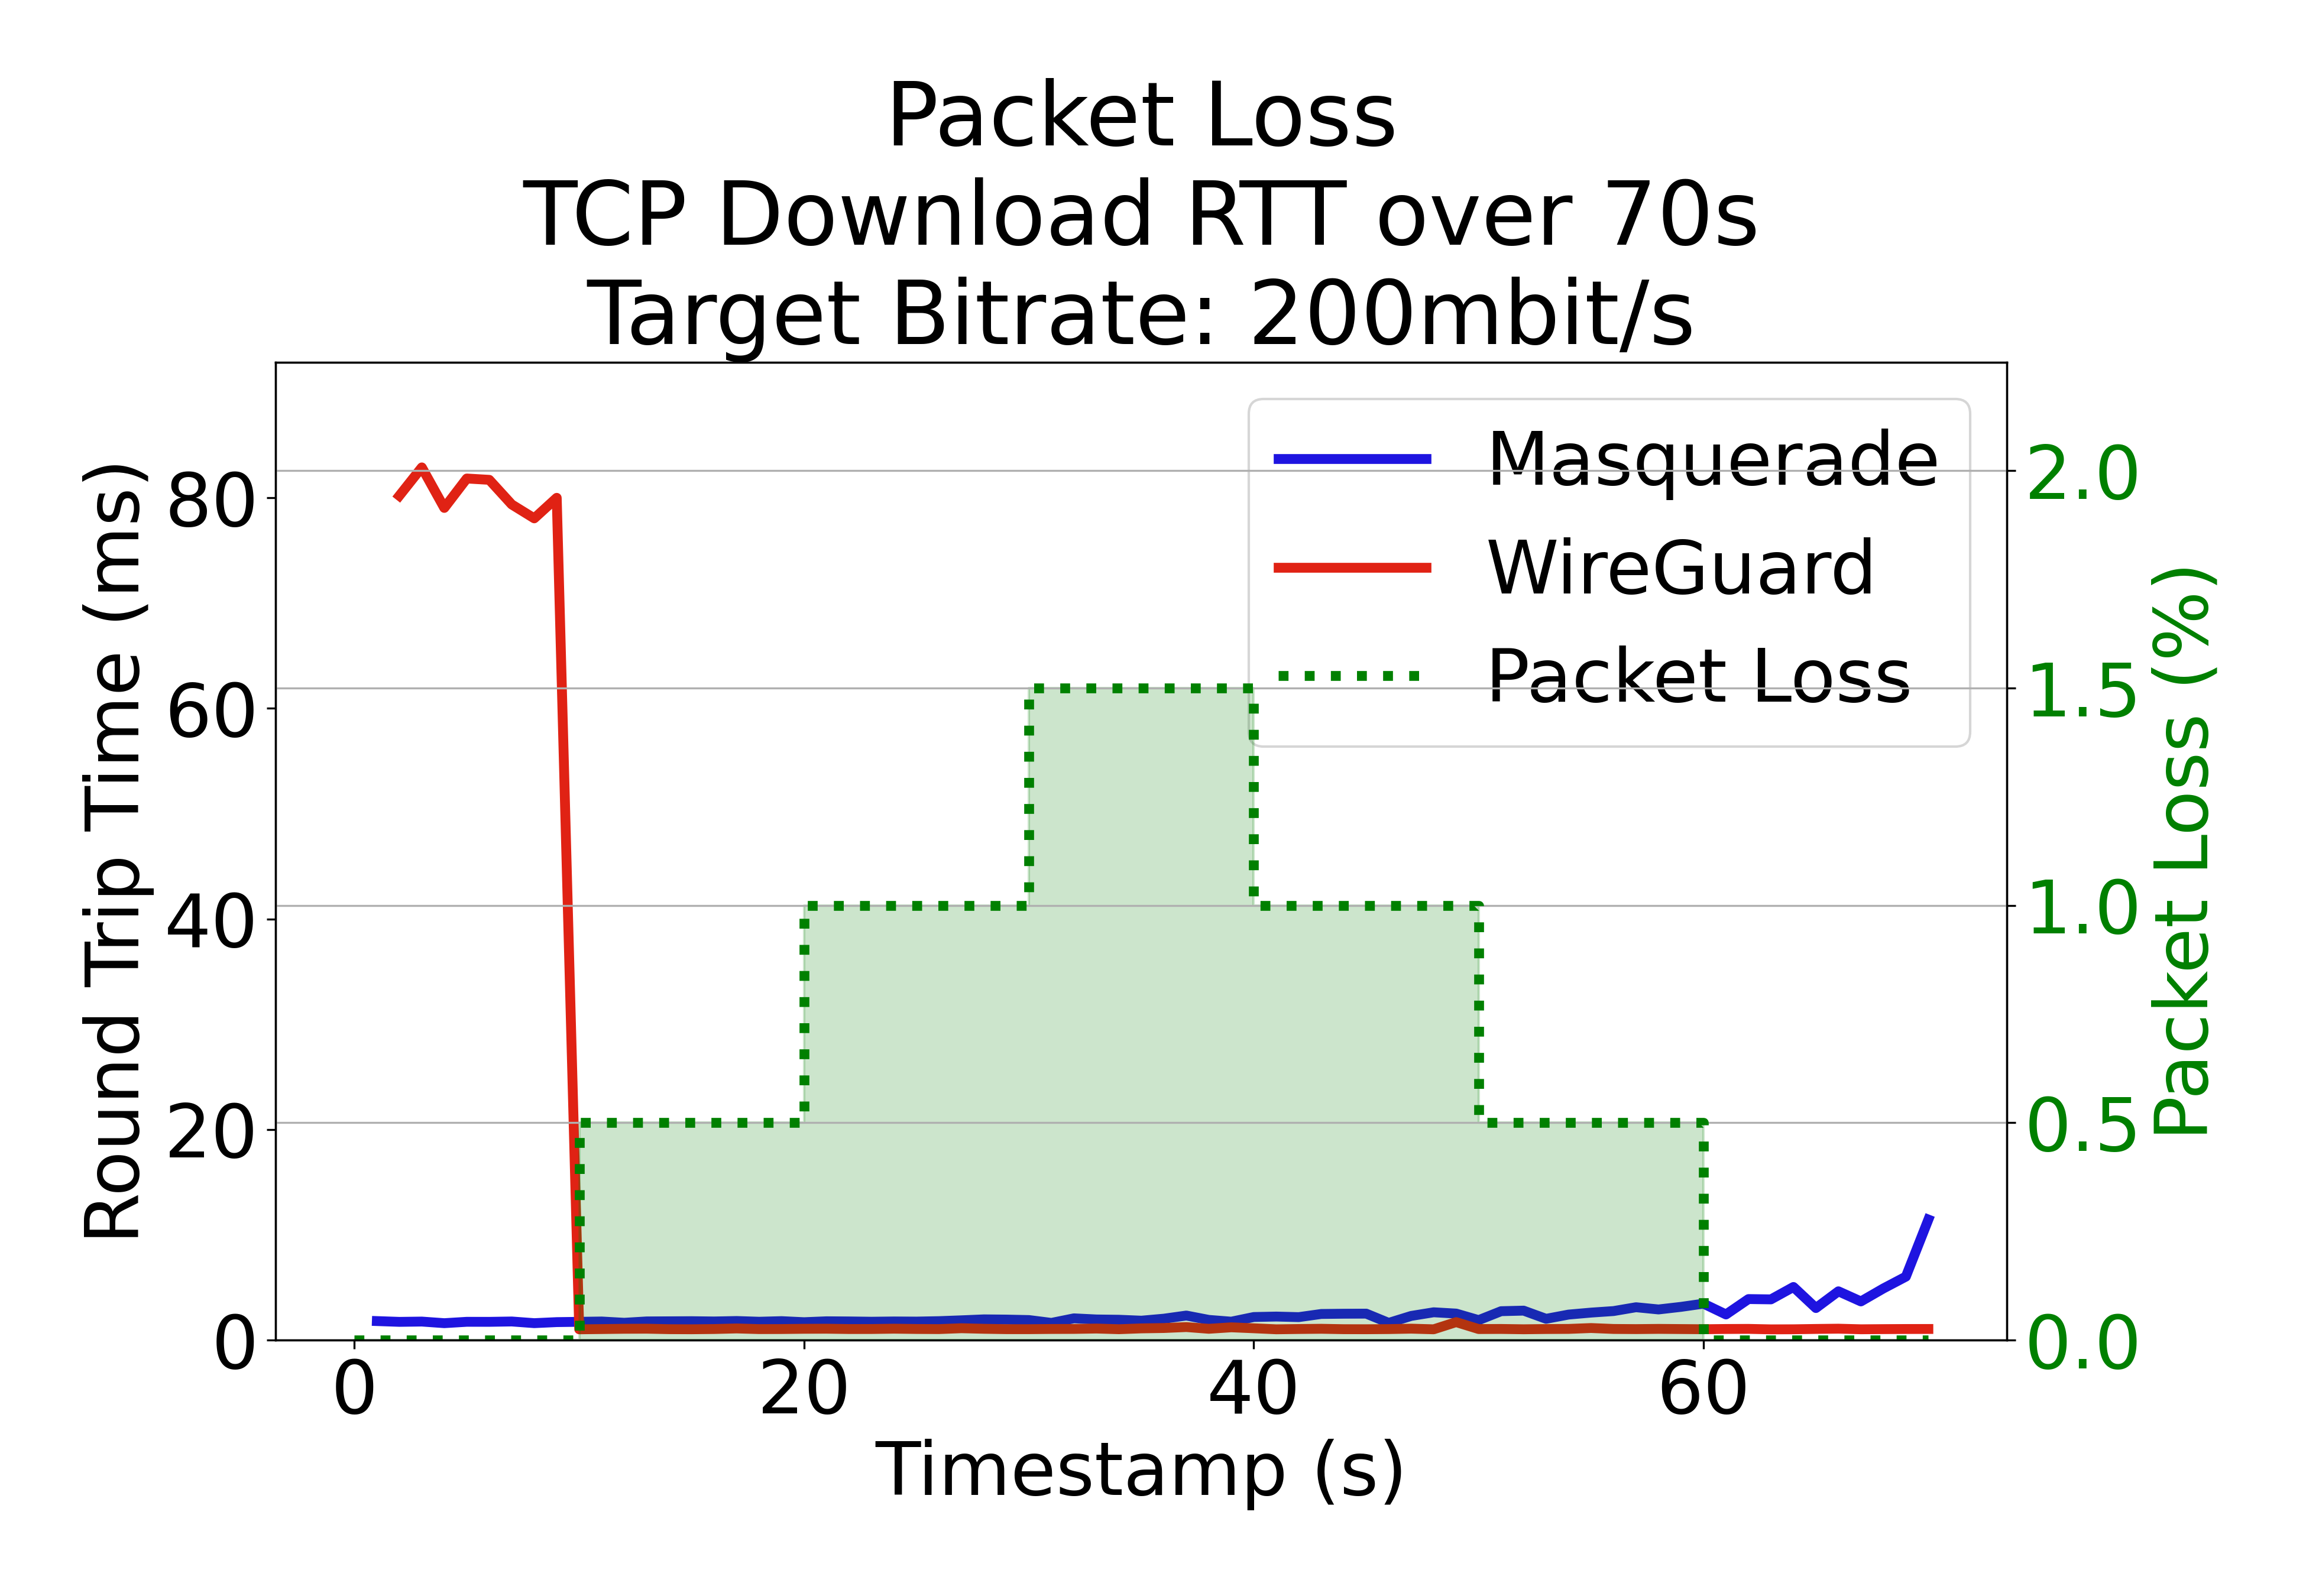 Packet Loss
TCP Download RTT over 70s
Target Bitrate: 200mbit/s
Round Trip Time (ms)
80
60
40
20
0
Masquerade
WireGuard
Packet Loss
2.0
1.5
1.0
0.5
0.0
Packet Loss (%)
0 20 40 60
Timestamp (s)